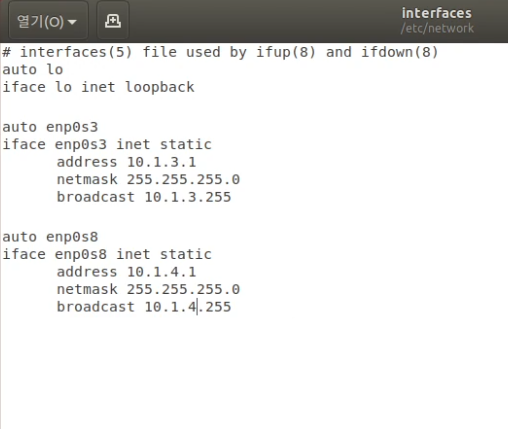 열기(O)
interfaces
/etc/network
# interfaces(5) file used by ifup(8) and ifdown(8)
auto lo
iface lo inet loopback
auto enp0s3
iface enp0s3 inet static
address 10.1.3.1
netmask 255.255.255.0
broadcast 10.1.3.255
auto enp0s8
iface enp0s8 inet static
address 10.1.4.1
netmask 255.255.255.0
broadcast 10.1.4.255